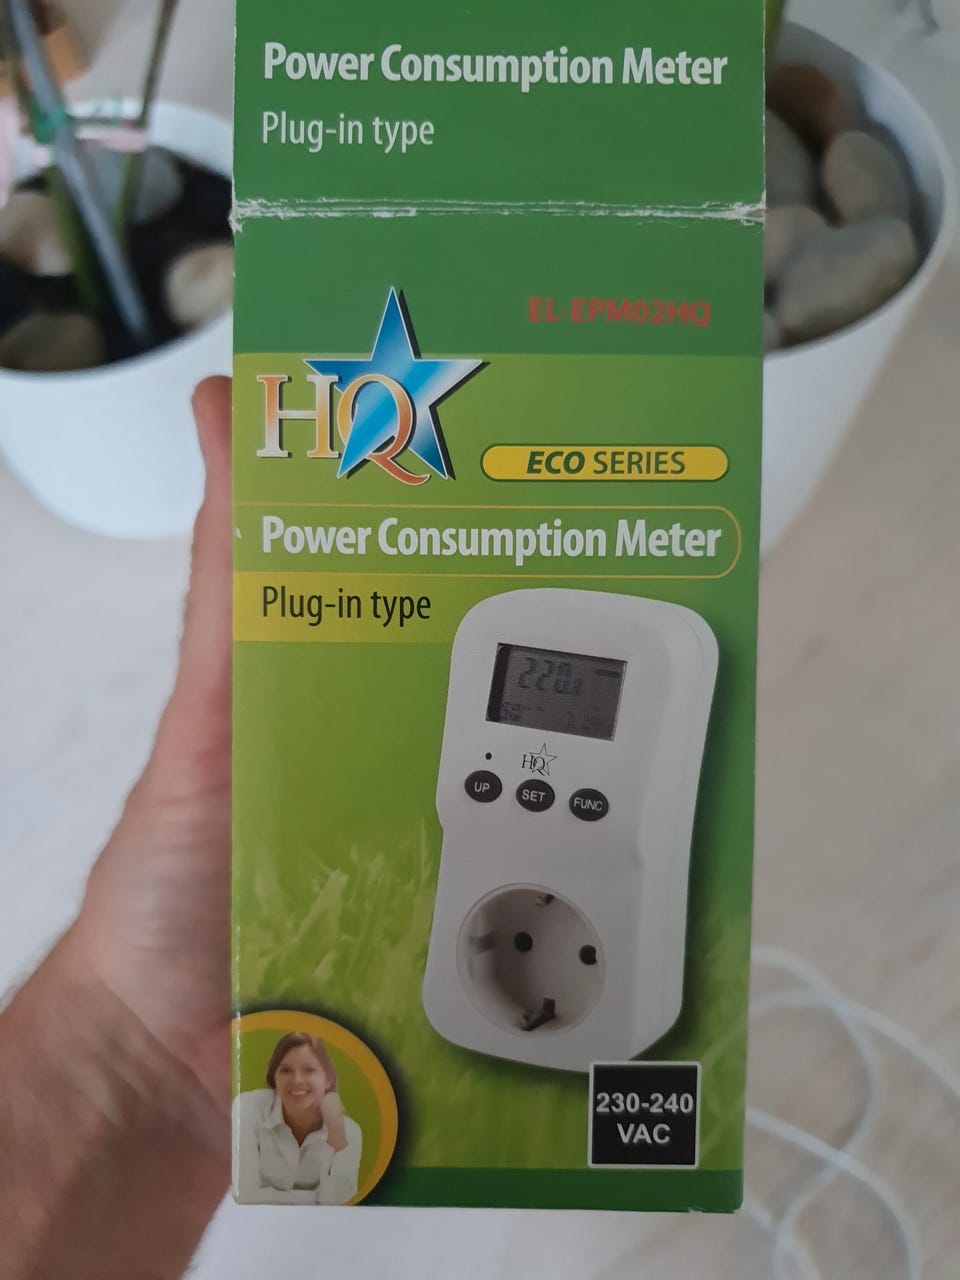 Power Consumption Meter
Plug-in type
EL-EPM02HQ
HQ
ECO SERIES
Power Consumption Meter
Plug-in type
HQ
UP
SET
FUNC
230-240
VAC